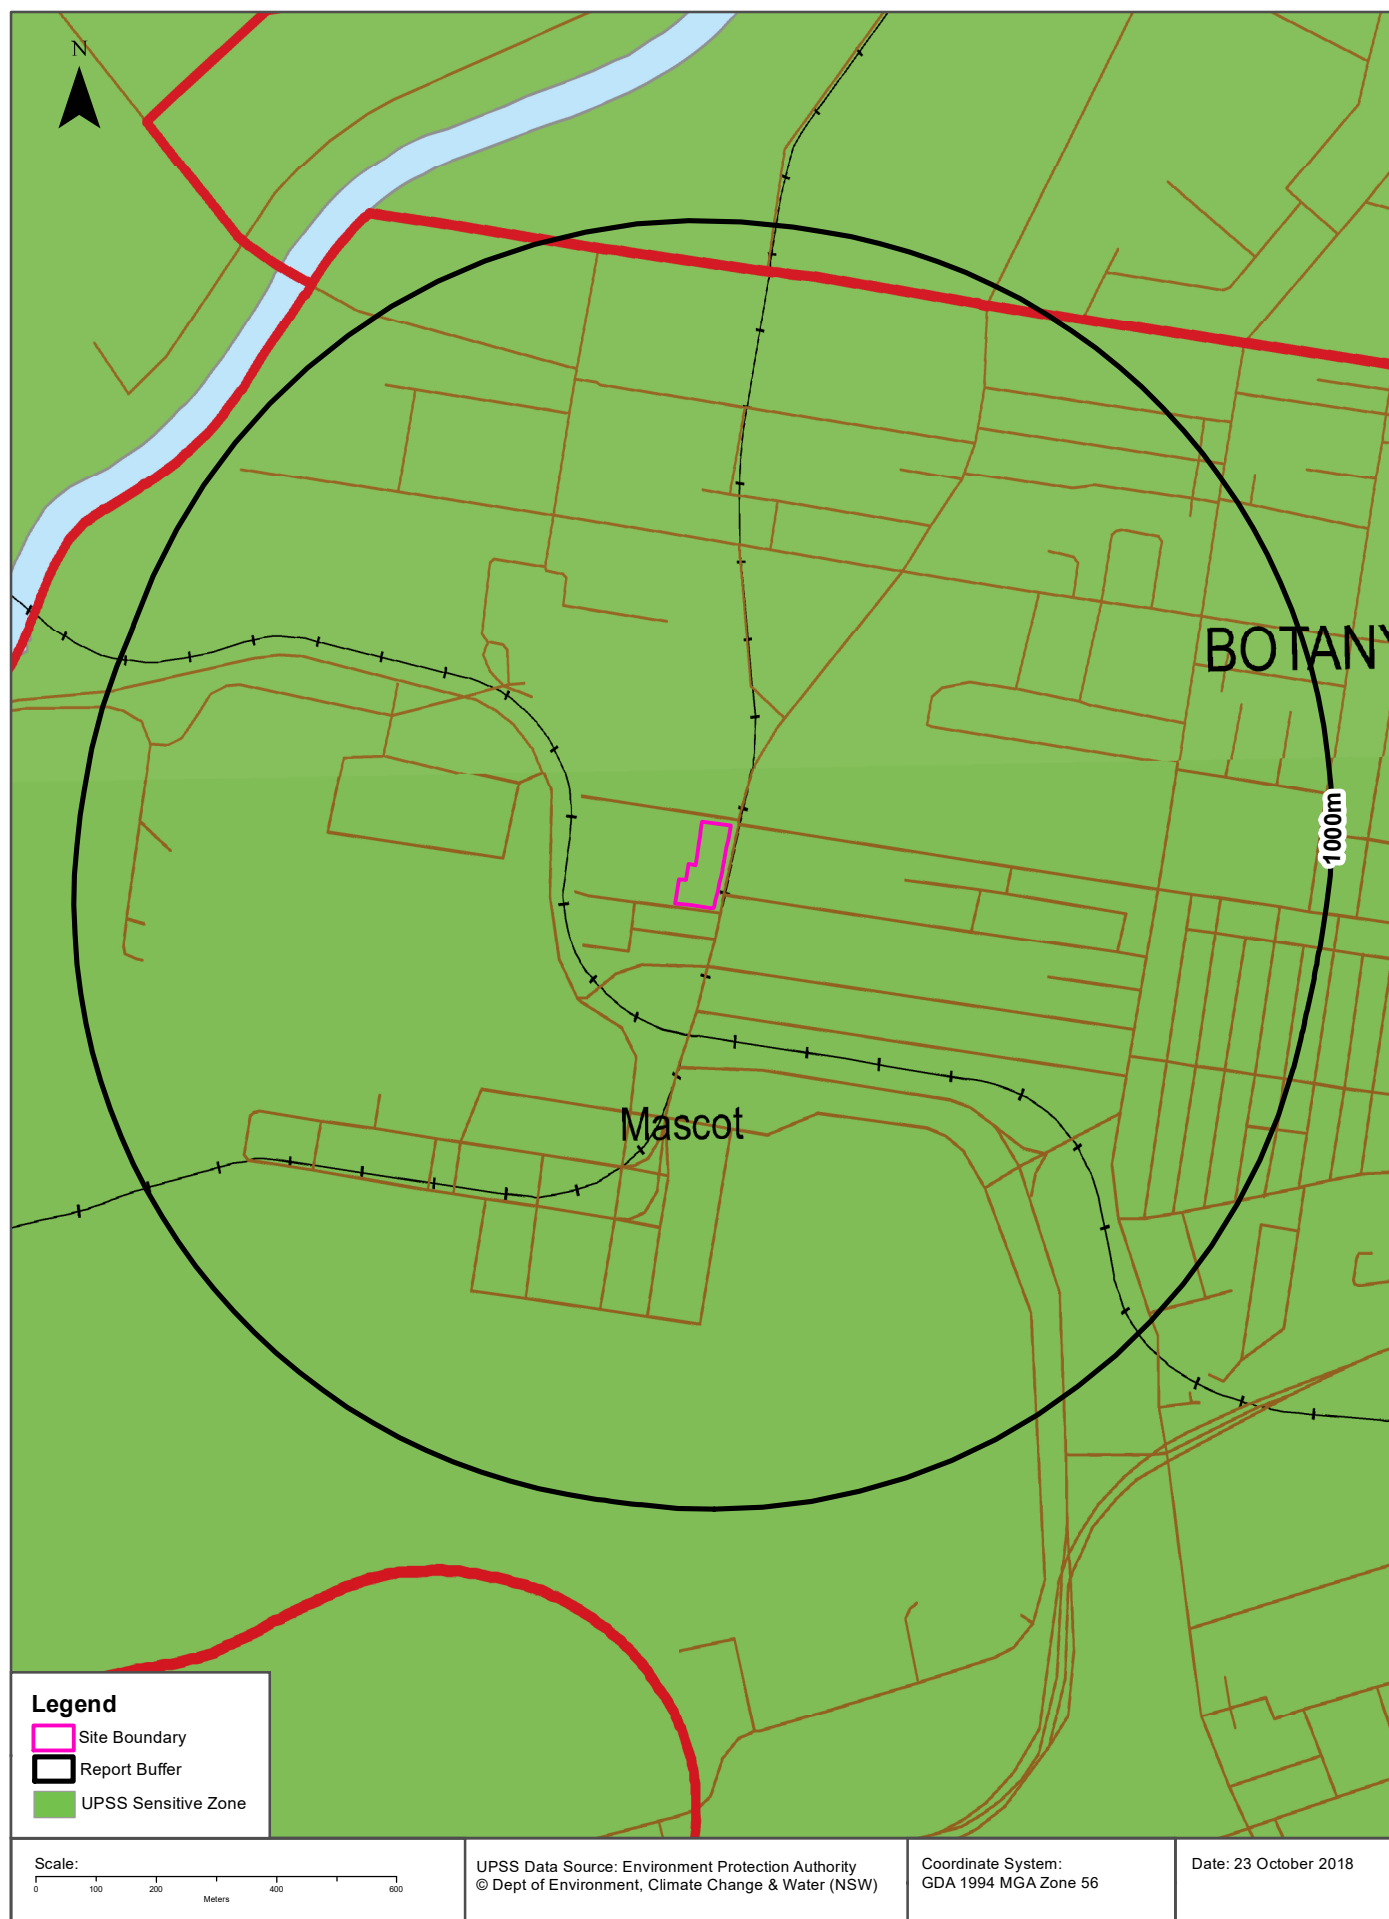 N
BOTANY
1000m
Mascot
Legend
Site Boundary
Report Buffer
UPSS Sensitive Zone
Scale:
0 100 200 400 600
Meters
UPSS Data Source: Environment Protection Authority
© Dept of Environment, Climate Change & Water (NSW)
Coordinate System:
GDA 1994 MGA Zone 56
Date: 23 October 2018